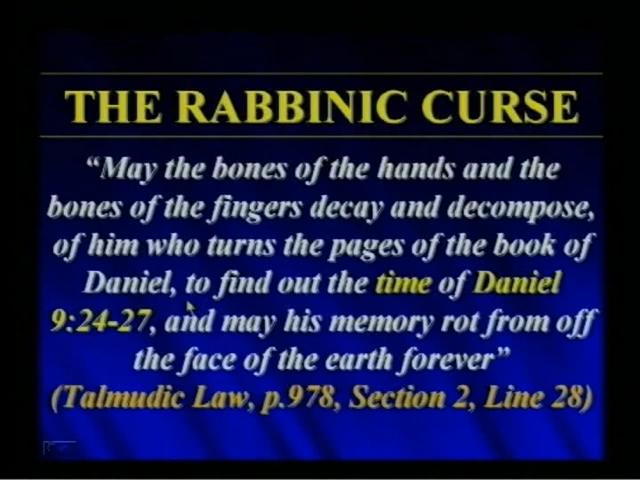 THE RABBINIC CURSE
“May the bones of the hands and the
bones of the fingers decay and decompose,
of him who turns the pages of the book of
Daniel, to find out the time of Daniel
9:24-27, and may his memory rot from off
the face of the earth forever”
(Talmudic Law, p.978, Section 2, Line 28)